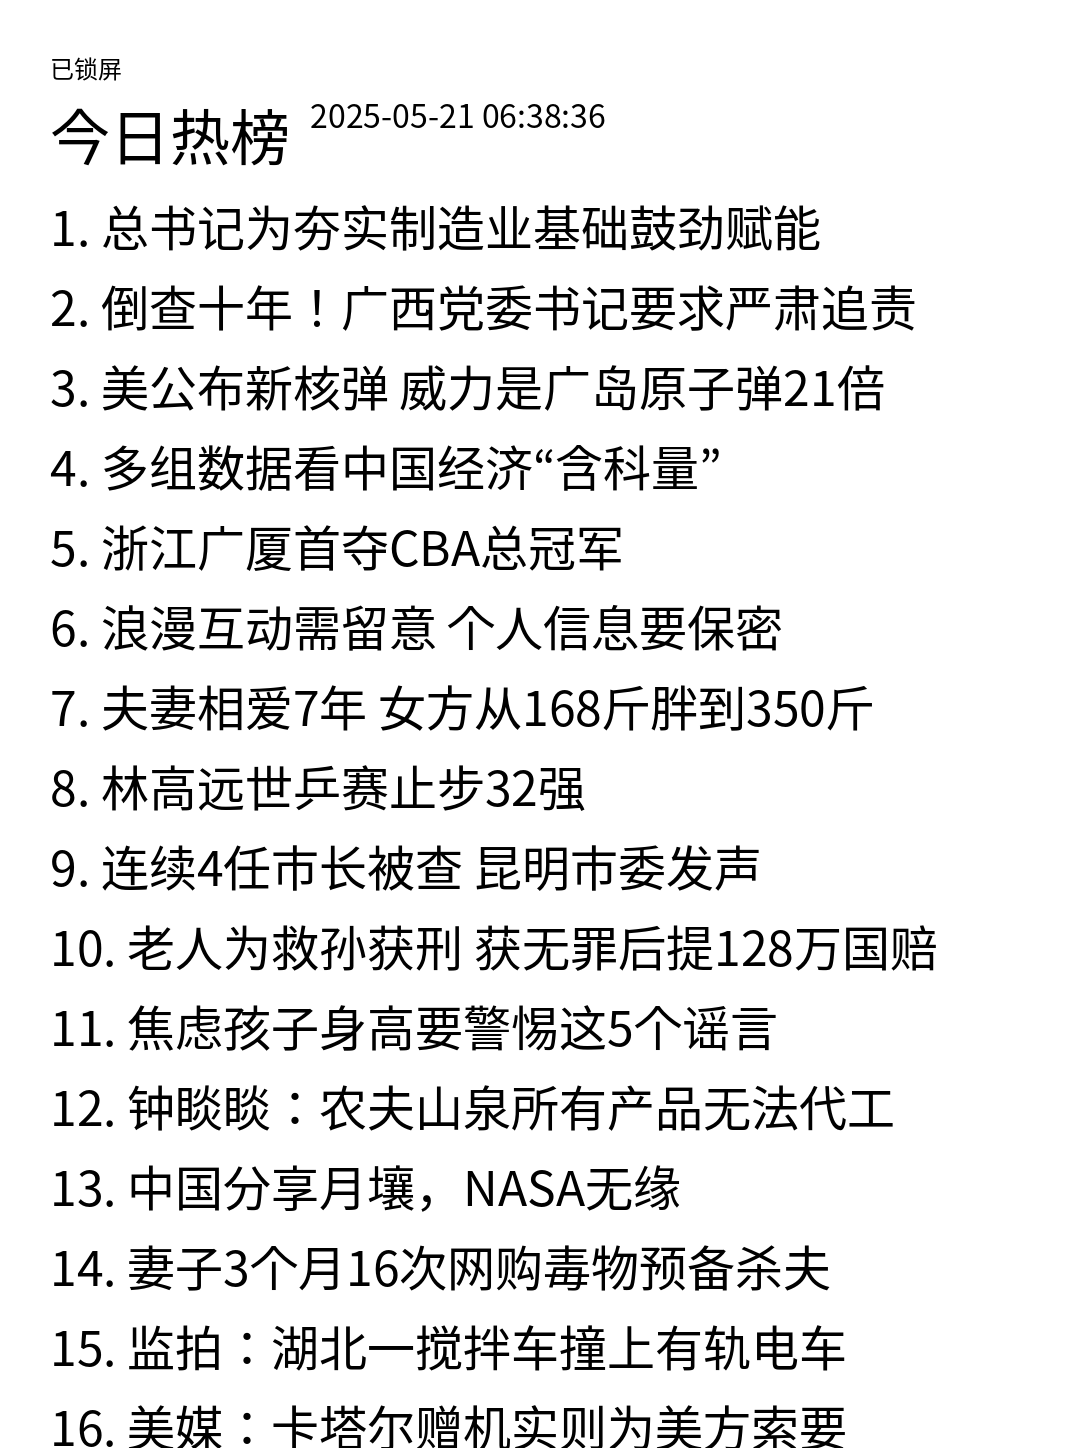 已锁屏
今日热榜 2025-05-21 06:38:36
1. 总书记为夯实制造业基础鼓劲赋能
2. 倒查十年！广西党委书记要求严肃追责
3. 美公布新核弹 威力是广岛原子弹21倍
4. 多组数据看中国经济“含科量”
5. 浙江广厦首夺CBA总冠军
6. 浪漫互动需留意 个人信息要保密
7. 夫妻相爱7年 女方从168斤胖到350斤
8. 林高远世乒赛止步32强
9. 连续4任市长被查 昆明市委发声
10. 老人为救孙获刑 获无罪后提128万国赔
11. 焦虑孩子身高要警惕这5个谣言
12. 钟睒睒：农夫山泉所有产品无法代工
13. 中国分享月壤，NASA无缘
14. 妻子3个月16次网购毒物预备杀夫
15. 监拍：湖北一搅拌车撞上有轨电车
16. 美媒：卡塔尔赠机实则为美方索要